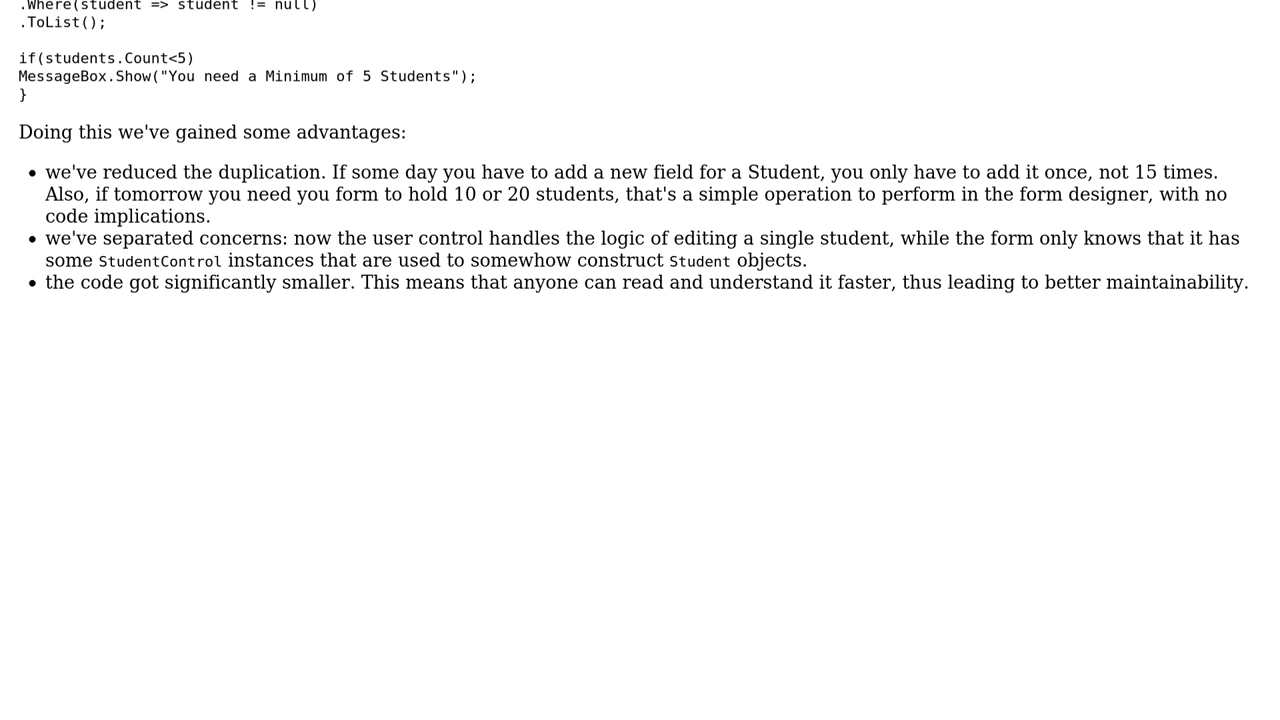 .Where(student => student != null)
.ToList();
if(students.Count<5)
MessageBox.Show("You need a Minimum of 5 Students");
}
Doing this we've gained some advantages:
• we've reduced the duplication. If some day you have to add a new field for a Student, you only have to add it once, not 15 times.
Also, if tomorrow you need you form to hold 10 or 20 students, that's a simple operation to perform in the form designer, with no
code implications.
• we've separated concerns: now the user control handles the logic of editing a single student, while the form only knows that it has
some StudentControl instances that are used to somehow construct Student objects.
• the code got significantly smaller. This means that anyone can read and understand it faster, thus leading to better maintainability.